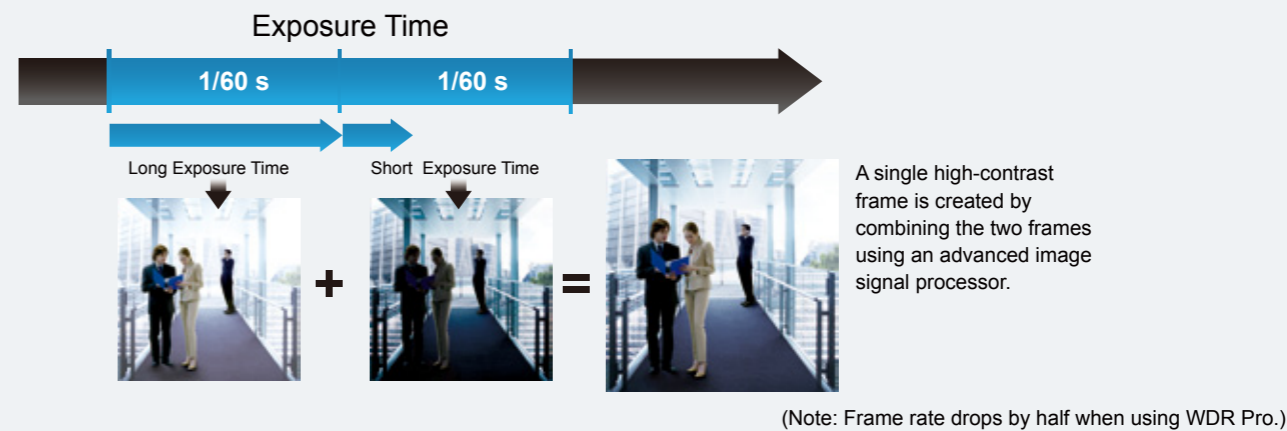 Exposure Time
1/60 s 1/60 s
Long Exposure Time Short Exposure Time
+ =
A single high-contrast
frame is created by
combining the two frames
using an advanced image
signal processor.
(Note: Frame rate drops by half when using WDR Pro.)